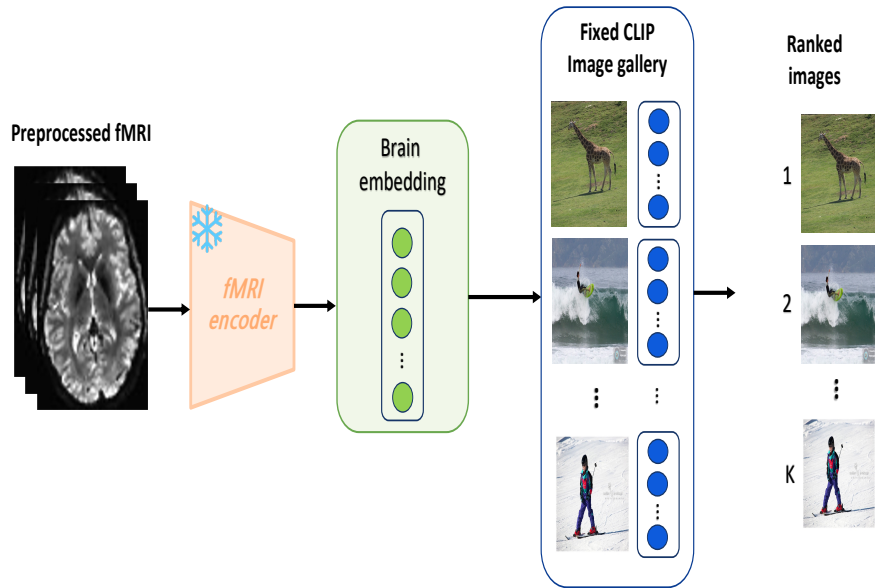 Preprocessed fMRI
fMRI
encoder
Brain
embedding
Fixed CLIP
Image gallery
Ranked
images
1
2
K